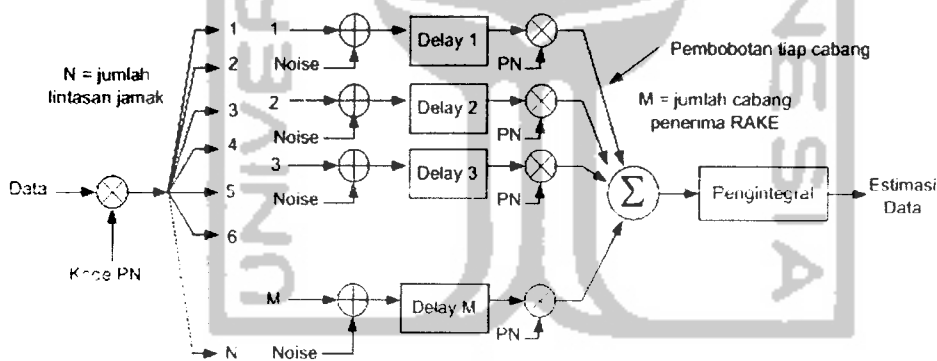 N = jumlah
lintasan jamak
1
2
3
4
5
6
N
1
Noise
Delay 1
PN
2
Noise
Delay 2
PN
3
Noise
Delay 3
PN
M
Noise
Delay M
PN
Pembobotan tiap cabang
M = jumlah cabang
penerima RAKE
Data
Kode PN
Σ
Pengintegral
Estimasi
Data
UNIVER
NESIA